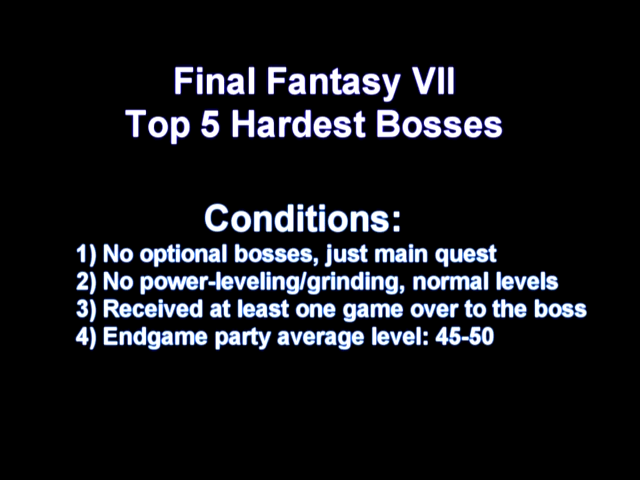 Final Fantasy VII
Top 5 Hardest Bosses
Conditions:
1) No optional bosses, just main quest
2) No power-leveling/grinding, normal levels
3) Received at least one game over to the boss
4) Endgame party average level: 45-50